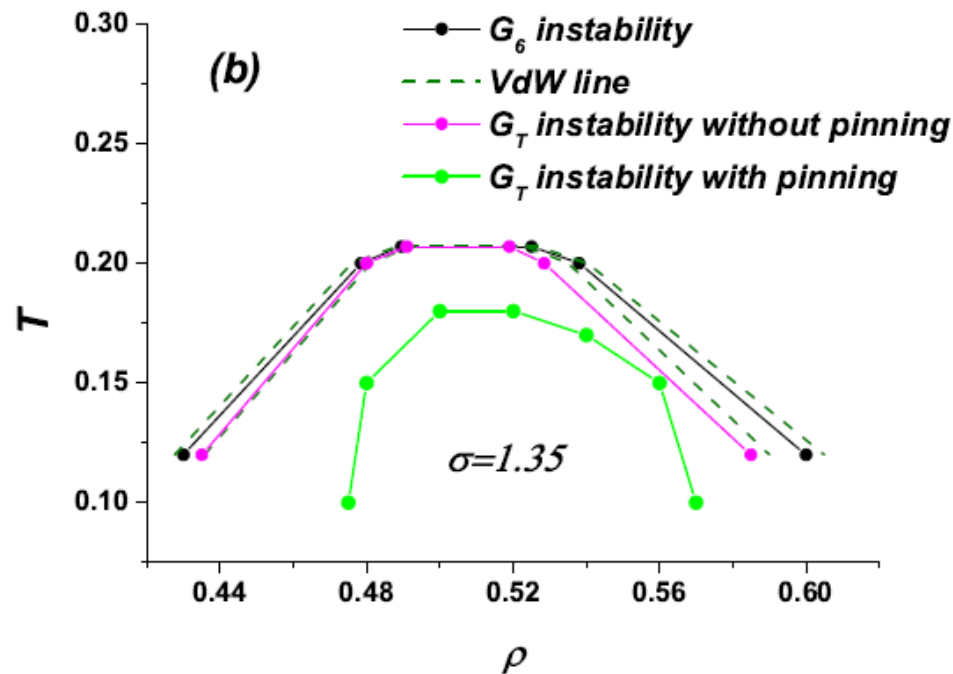 (b)
G6 instability
VdW line
GT instability without pinning
GT instability with pinning
0.30
0.25
0.20
0.15
0.10
T
σ=1.35
0.44 0.48 0.52 0.56 0.60
ρ